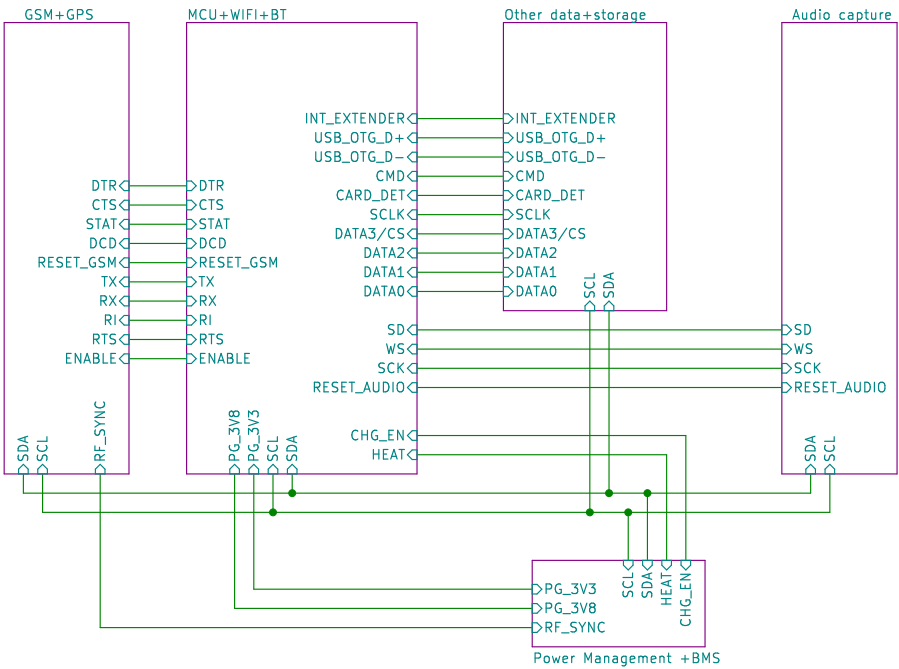 GSM+GPS
MCU+WIFI+BT
Other data+storage
Audio capture
DTR
CTS
STAT
DCD
RESET_GSM
TX
RX
RI
RTS
ENABLE
SDA
SCL
RF_SYNC
DTR
CTS
STAT
DCD
RESET_GSM
TX
RX
RI
RTS
ENABLE
INT_EXTENDER
USB_OTG_D+
USB_OTG_D-
CMD
CARD_DET
SCLK
DATA3/CS
DATA2
DATA1
DATA0
SD
WS
SCK
RESET_AUDIO
CHG_EN
HEAT
PG_3V8
PG_3V3
SCL
SDA
INT_EXTENDER
USB_OTG_D+
USB_OTG_D-
CMD
CARD_DET
SCLK
DATA3/CS
DATA2
DATA1
DATA0
SCL
SDA
SD
WS
SCK
RESET_AUDIO
SDA
SCL
PG_3V3
PG_3V8
RF_SYNC
SCL
SDA
HEAT
CHG_EN
Power Management +BMS